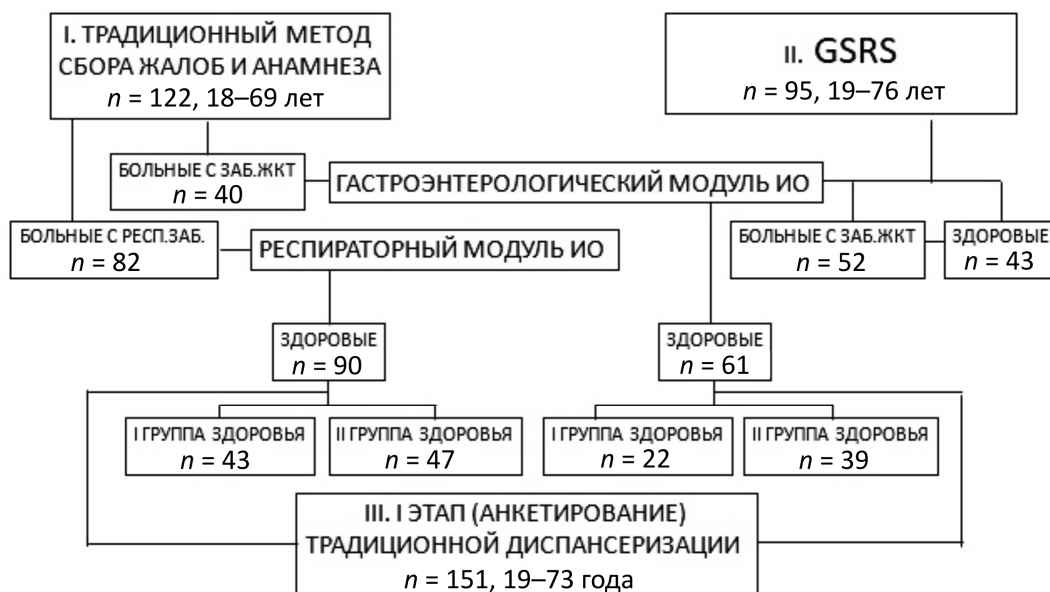 I. ТРАДИЦИОННЫЙ МЕТОД
СБОРА ЖАЛОБ И АНАМНЕЗА
n = 122, 18–69 лет
II. GSRS
n = 95, 19–76 лет
БОЛЬНЫЕ С ЗАБ.ЖКТ
n = 40
ГАСТРОЭНТЕРОЛОГИЧЕСКИЙ МОДУЛЬ ИО
БОЛЬНЫЕ С РЕСП.ЗАБ.
n = 82
РЕСПИРАТОРНЫЙ МОДУЛЬ ИО
БОЛЬНЫЕ С ЗАБ.ЖКТ
n = 52
ЗДОРОВЫЕ
n = 43
ЗДОРОВЫЕ
n = 90
ЗДОРОВЫЕ
n = 61
I ГРУППА ЗДОРОВЬЯ
n = 43
II ГРУППА ЗДОРОВЬЯ
n = 47
I ГРУППА ЗДОРОВЬЯ
n = 22
II ГРУППА ЗДОРОВЬЯ
n = 39
III. I ЭТАП (АНКЕТИРОВАНИЕ)
ТРАДИЦИОННОЙ ДИСПАНСЕРИЗАЦИИ
n = 151, 19–73 года